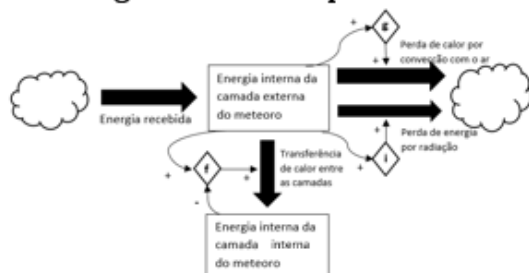 +
g
+
Perda de calor por
convecção com o ar
Energia interna da
camada externa
do meteoro
Energia recebida
Perda de energia
por radiação
+
i
+
Transferência
de calor entre
as camadas
f
+
+
-
Energia interna da
camada interna
do meteoro